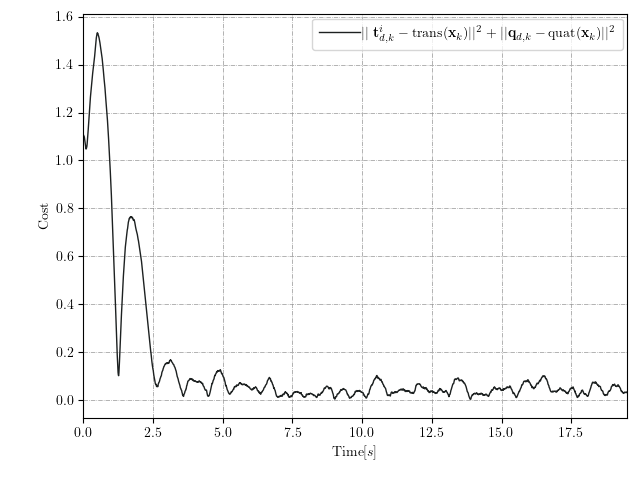 1.6
|| t^i_{d,k} − trans(x_k)||^2 + ||q_{d,k} − quat(x_k)||^2
1.4
1.2
1.0
0.8
Cost
0.6
0.4
0.2
0.0
0.0 2.5 5.0 7.5 10.0 12.5 15.0 17.5
Time[s]